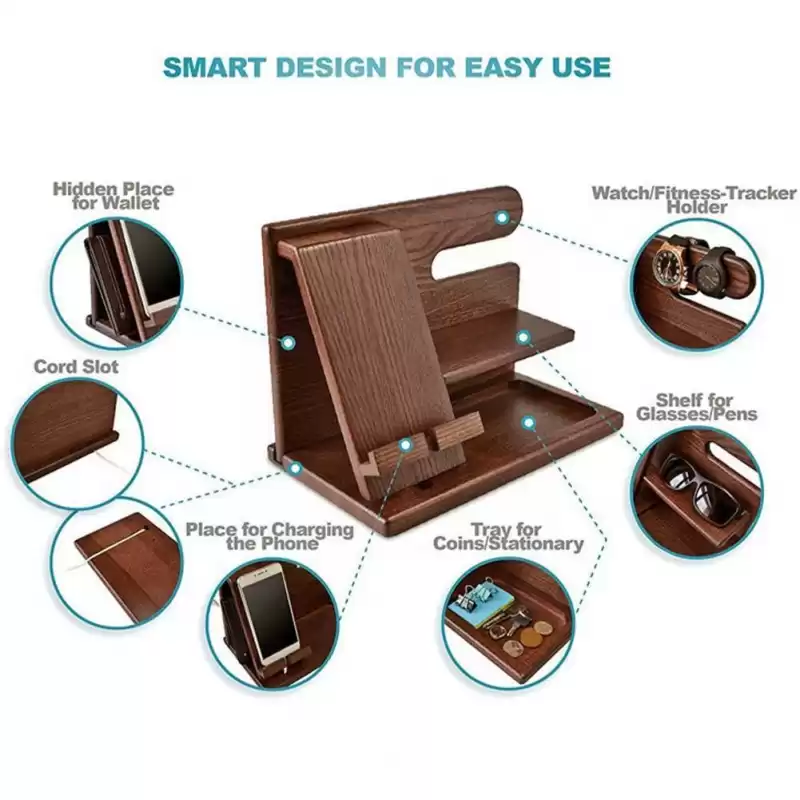 SMART DESIGN FOR EASY USE
Hidden Place
for Wallet
Watch/Fitness-Tracker
Holder
Cord Slot
Shelf for
Glasses/Pens
Place for Charging
the Phone
Tray for
Coins/Stationary